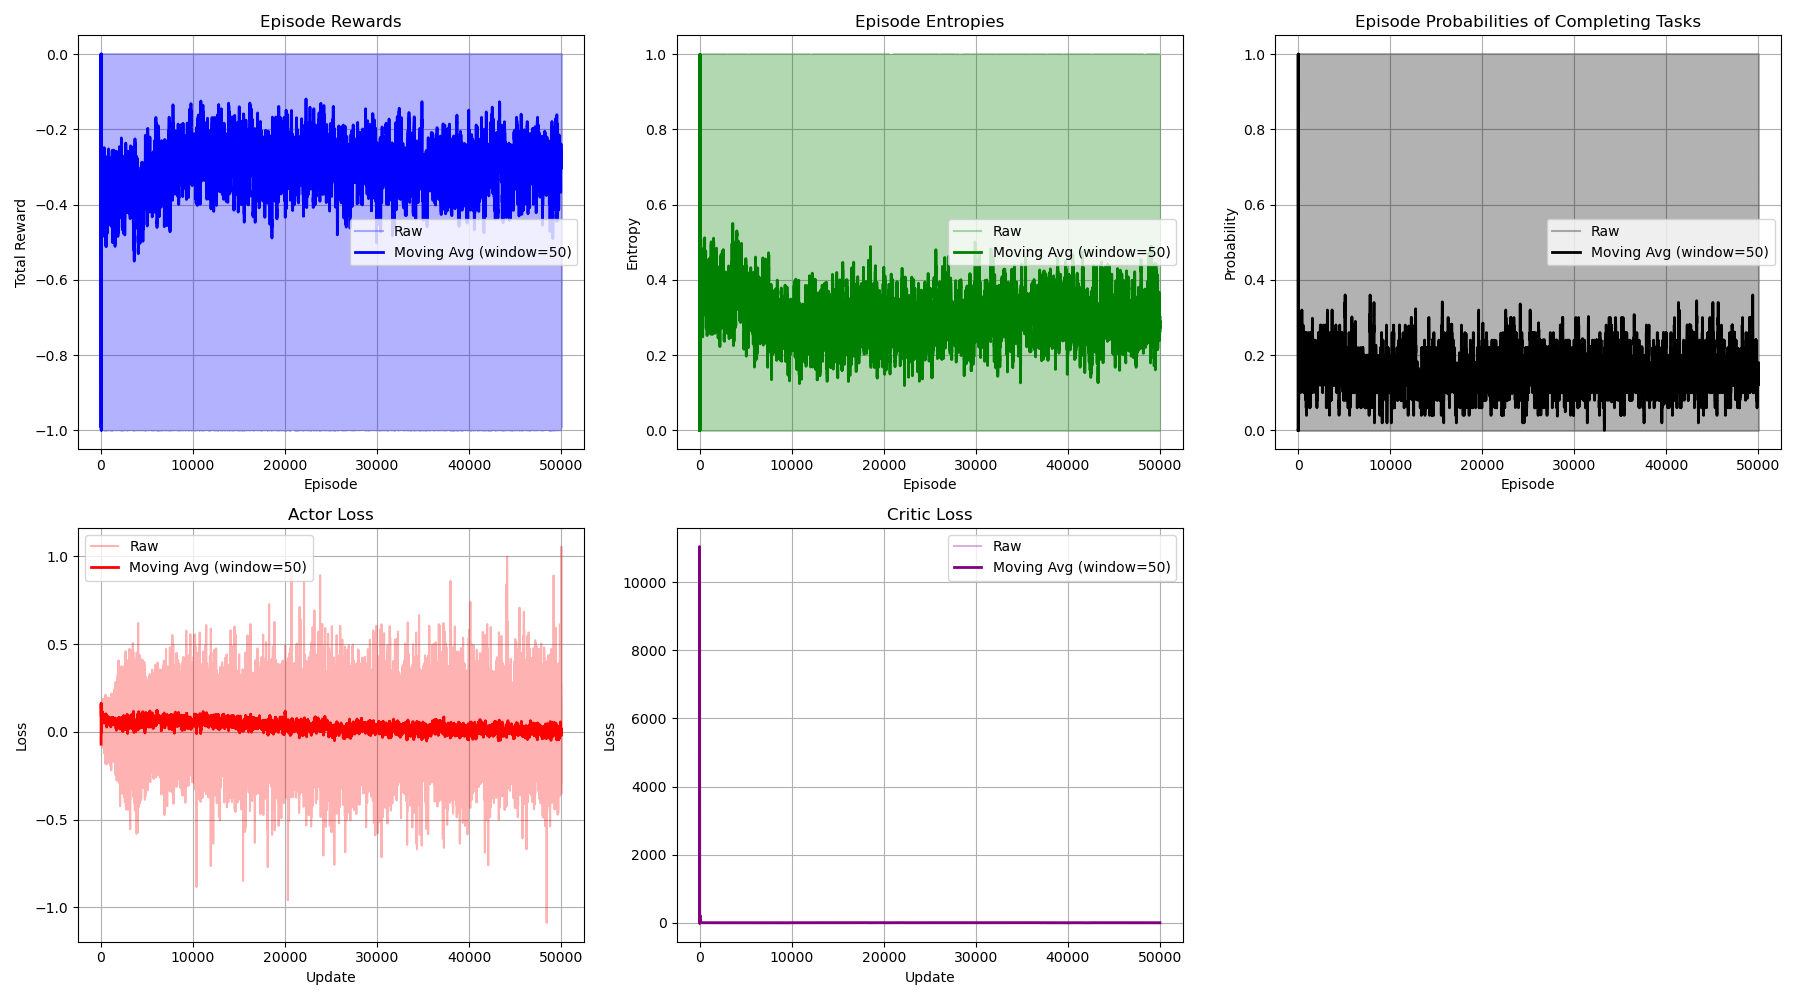 Episode Rewards
Total Reward
0.0
−0.2
−0.4
−0.6
−0.8
−1.0
0 10000 20000 30000 40000 50000
Episode
Raw
Moving Avg (window=50)
Episode Entropies
Entropy
1.0
0.8
0.6
0.4
0.2
0.0
0 10000 20000 30000 40000 50000
Episode
Raw
Moving Avg (window=50)
Episode Probabilities of Completing Tasks
Probability
1.0
0.8
0.6
0.4
0.2
0.0
0 10000 20000 30000 40000 50000
Episode
Raw
Moving Avg (window=50)
Actor Loss
Loss
1.0
0.5
0.0
−0.5
−1.0
0 10000 20000 30000 40000 50000
Update
Raw
Moving Avg (window=50)
Critic Loss
Loss
10000
8000
6000
4000
2000
0
0 10000 20000 30000 40000 50000
Update
Raw
Moving Avg (window=50)